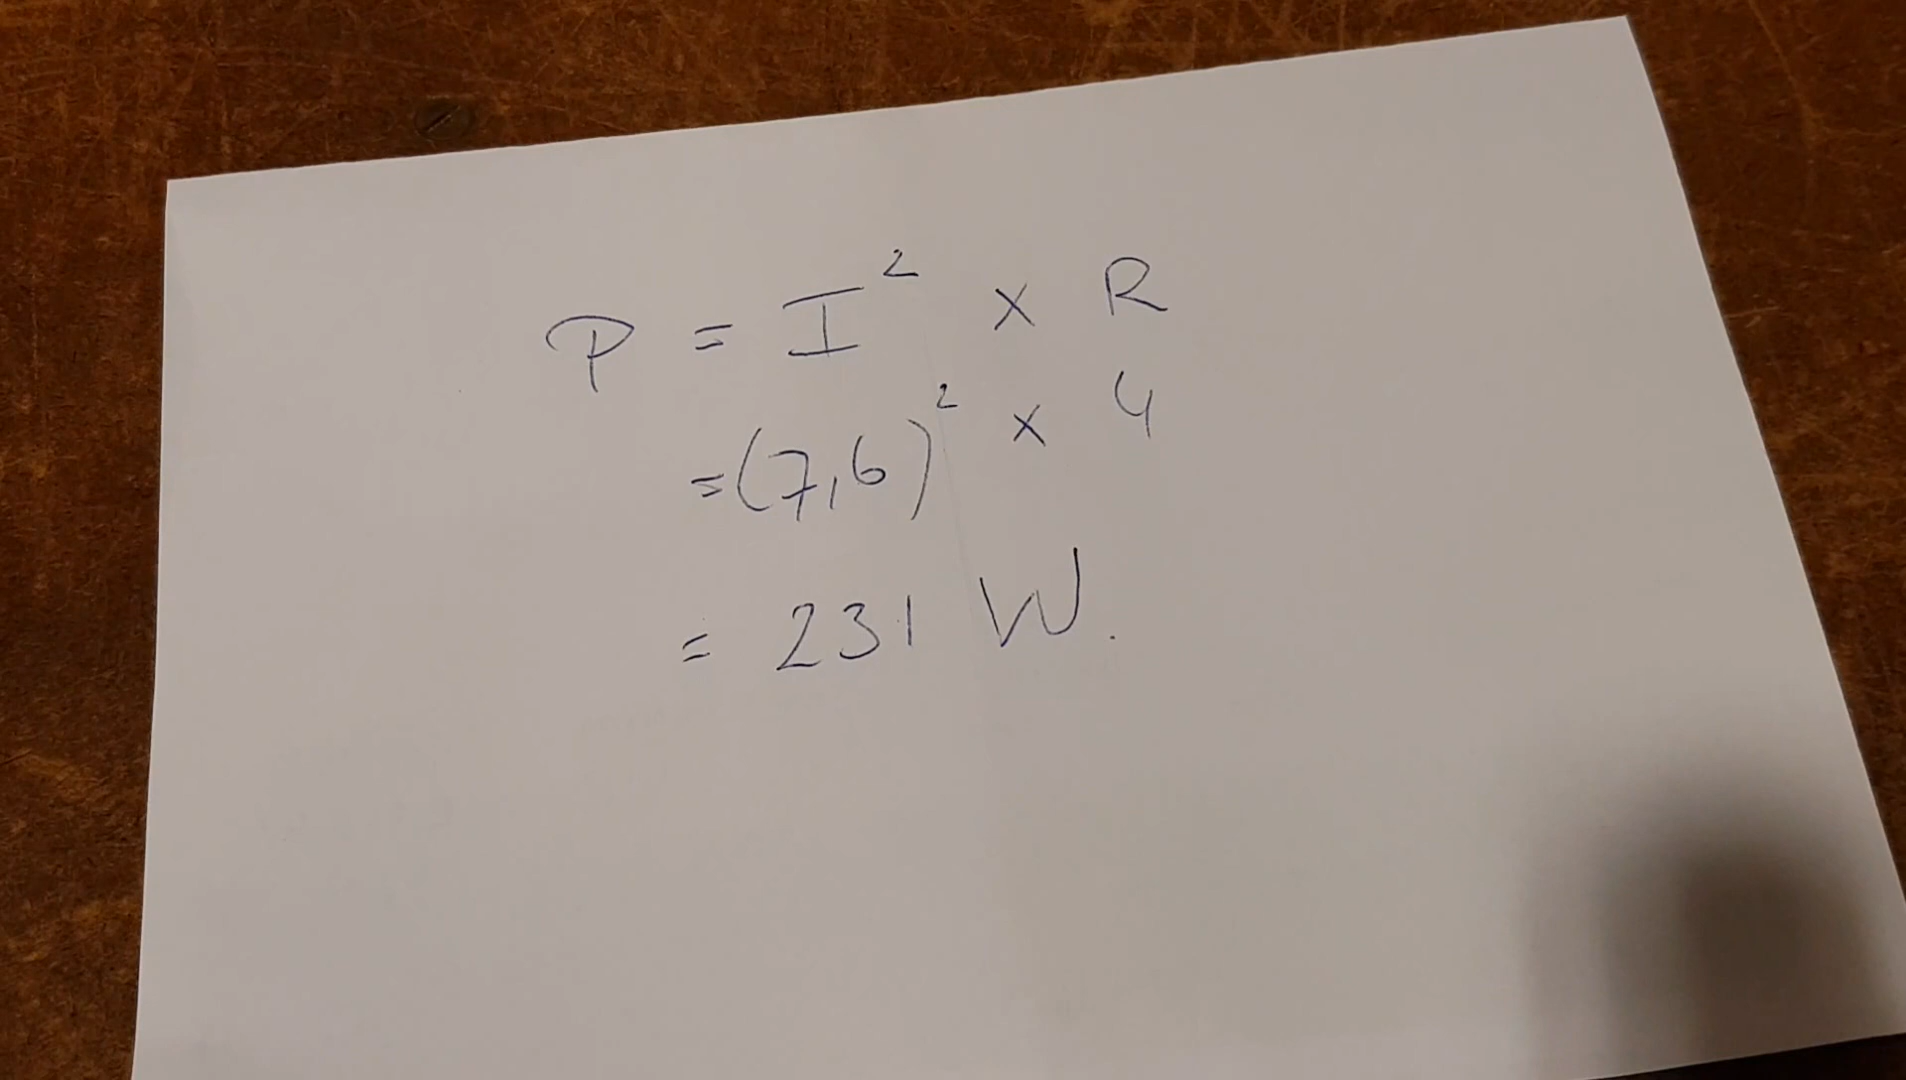 P = I² × R
=(7,6)² × 4
= 231 W.